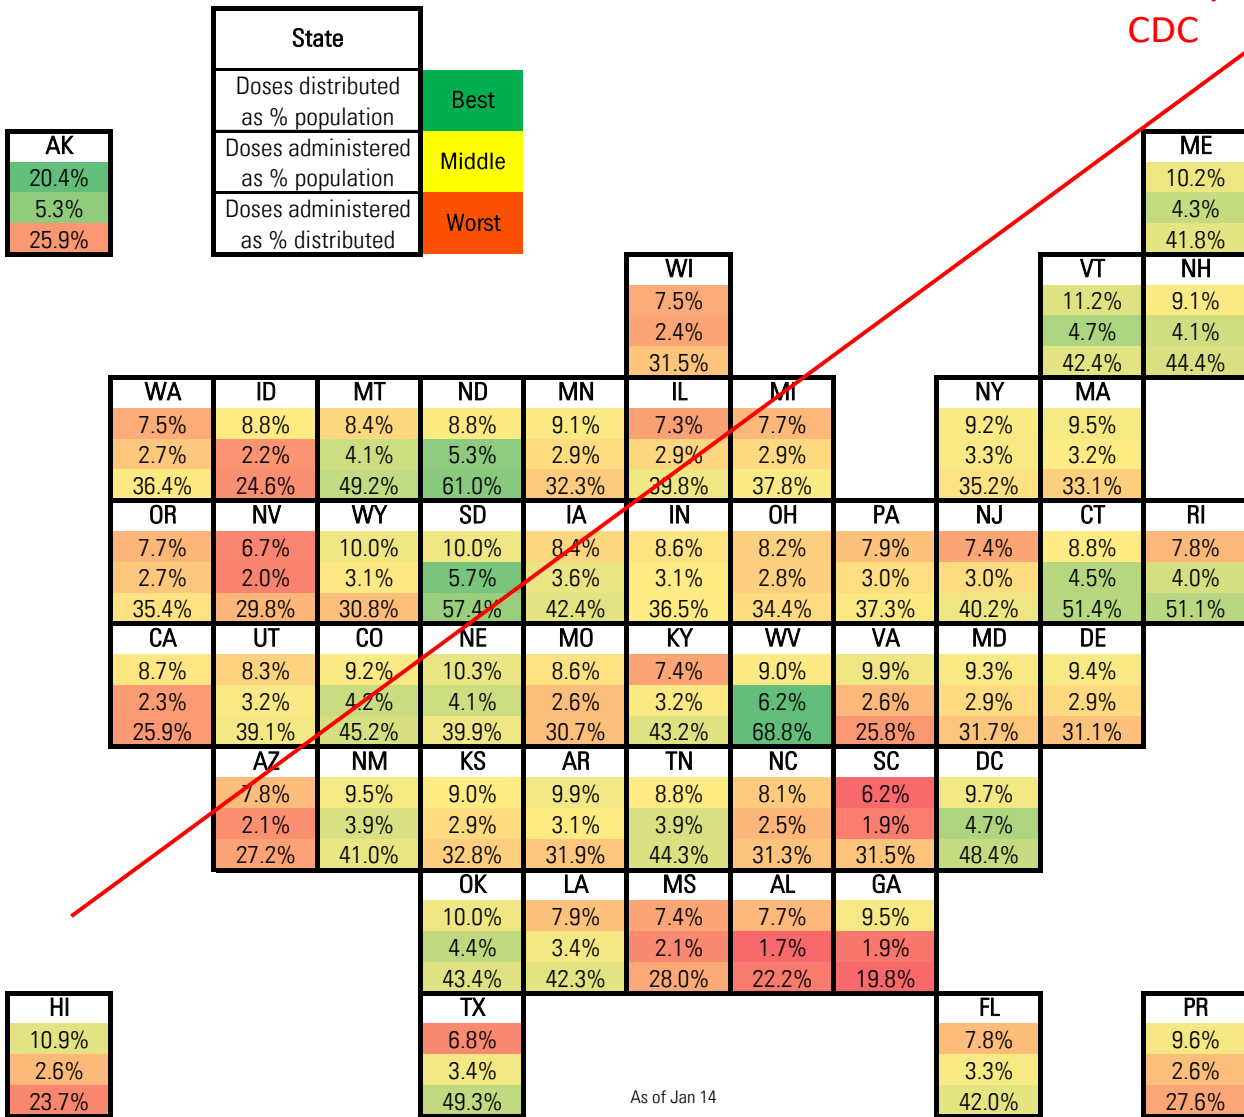 CDC
State
Doses distributed
as % population
Best
Doses administered
as % population
Middle
Doses administered
as % distributed
Worst
AK
20.4%
5.3%
25.9%
ME
10.2%
4.3%
41.8%
WI VT NH
7.5% 11.2% 9.1%
2.4% 4.7% 4.1%
31.5% 42.4% 44.4%
WA ID MT ND MN IL MI NY MA
7.5% 8.8% 8.4% 8.8% 9.1% 7.3% 7.7% 9.2% 9.5%
2.7% 2.2% 4.1% 5.3% 2.9% 2.9% 2.9% 3.3% 3.2%
36.4% 24.6% 49.2% 61.0% 32.3% 39.8% 37.8% 35.2% 33.1%
OR NV WY SD IA IN OH PA NJ CT RI
7.7% 6.7% 10.0% 10.0% 8.4% 8.6% 8.2% 7.9% 7.4% 8.8% 7.8%
2.7% 2.0% 3.1% 5.7% 3.6% 3.1% 2.8% 3.0% 3.0% 4.5% 4.0%
35.4% 29.8% 30.8% 57.4% 42.4% 36.5% 34.4% 37.3% 40.2% 51.4% 51.1%
CA UT CO NE MO KY WV VA MD DE
8.7% 8.3% 9.2% 10.3% 8.6% 7.4% 9.0% 9.9% 9.3% 9.4%
2.3% 3.2% 4.2% 4.1% 2.6% 3.2% 6.2% 2.6% 2.9% 2.9%
25.9% 39.1% 45.2% 39.9% 30.7% 43.2% 68.8% 25.8% 31.7% 31.1%
AZ NM KS AR TN NC SC DC
7.8% 9.5% 9.0% 9.9% 8.8% 8.1% 6.2% 9.7%
2.1% 3.9% 2.9% 3.1% 3.9% 2.5% 1.9% 4.7%
27.2% 41.0% 32.8% 31.9% 44.3% 31.3% 31.5% 48.4%
OK LA MS AL GA
10.0% 7.9% 7.4% 7.7% 9.5%
4.4% 3.4% 2.1% 1.7% 1.9%
43.4% 42.3% 28.0% 22.2% 19.8%
HI TX FL PR
10.9% 6.8% 7.8% 9.6%
2.6% 3.4% 3.3% 2.6%
23.7% 49.3% 42.0% 27.6%
As of Jan 14